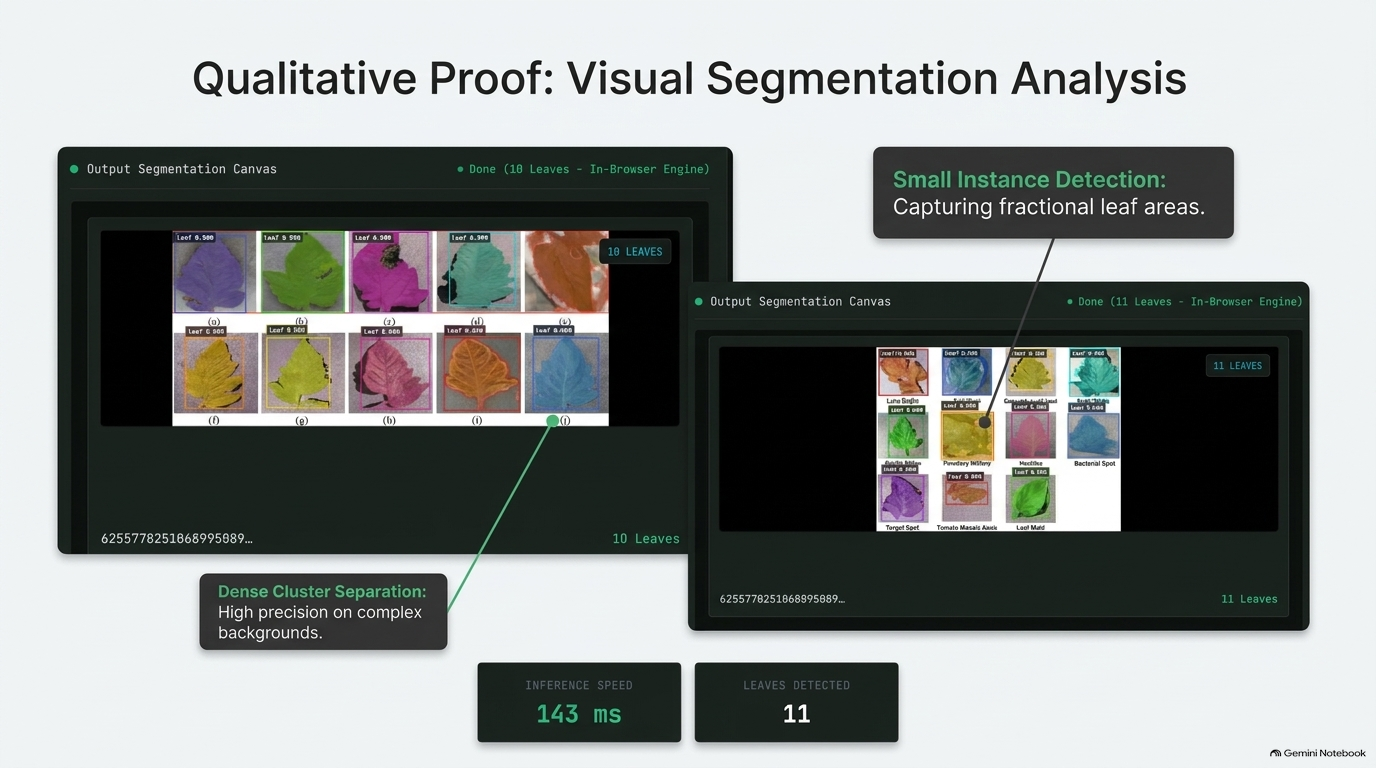 Qualitative Proof: Visual Segmentation Analysis
Output Segmentation Canvas
Done (10 Leaves - In-Browser Engine)
10 LEAVES
(a) (b) (d) (e)
(f) (g) (h) (i) (j)
6255778251068995089…
10 Leaves
Small Instance Detection:
Capturing fractional leaf areas.
Output Segmentation Canvas
Done (11 Leaves - In-Browser Engine)
11 LEAVES
Bacterial Spot
Target Spot
Leaf Mold
6255778251068895089…
11 Leaves
Dense Cluster Separation:
High precision on complex
backgrounds.
INFERENCE SPEED
143 ms
LEAVES DETECTED
11
Gemini Notebook